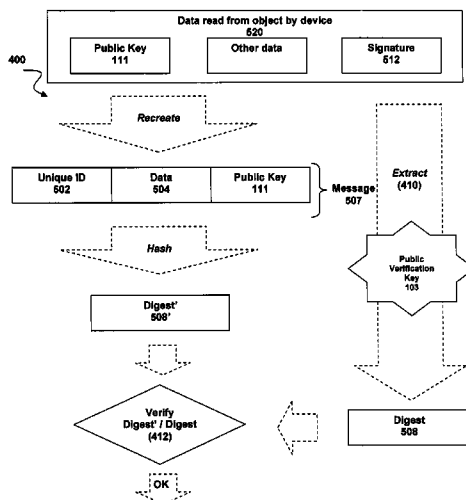 Data read from object by device
520
Public Key
111
Other data
Signature
512
400
Recreate
Unique ID
502
Data
504
Public Key
111
Message
507
Extract
(410)
Hash
Public
Verification
Key
103
Digest'
508'
Verify
Digest' / Digest
(412)
Digest
508
OK